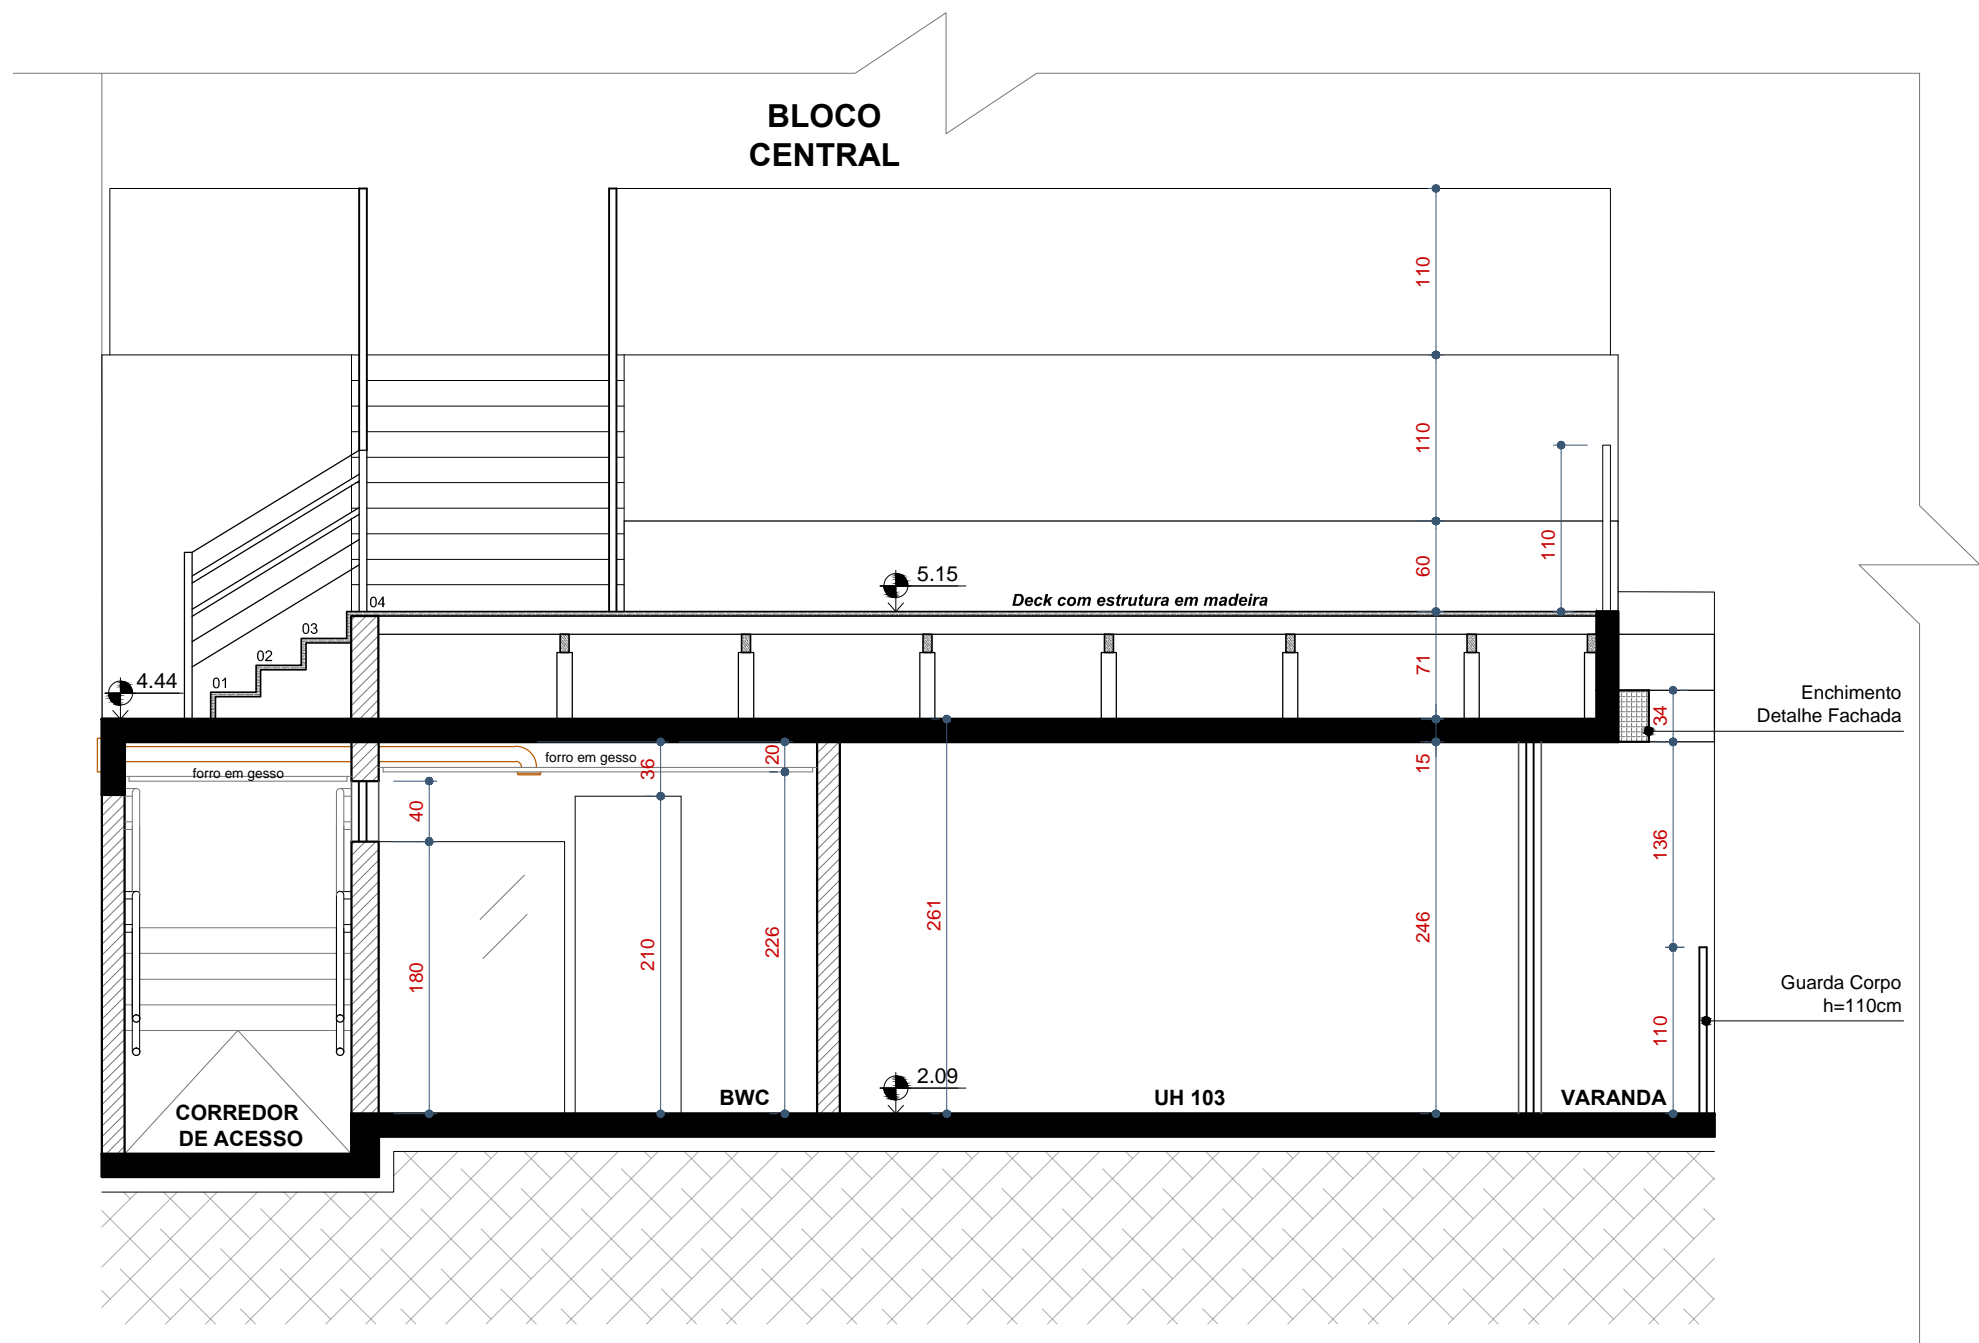 BLOCO
CENTRAL
110
110
110
60
5.15
Deck com estrutura em madeira
04
03
02
01
4.44
71
34
Enchimento
Detalhe Fachada
forro em gesso
forro em gesso
36
20
15
40
136
261
246
180
210
226
110
Guarda Corpo
h=110cm
2.09
BWC
UH 103
VARANDA
CORREDOR
DE ACESSO